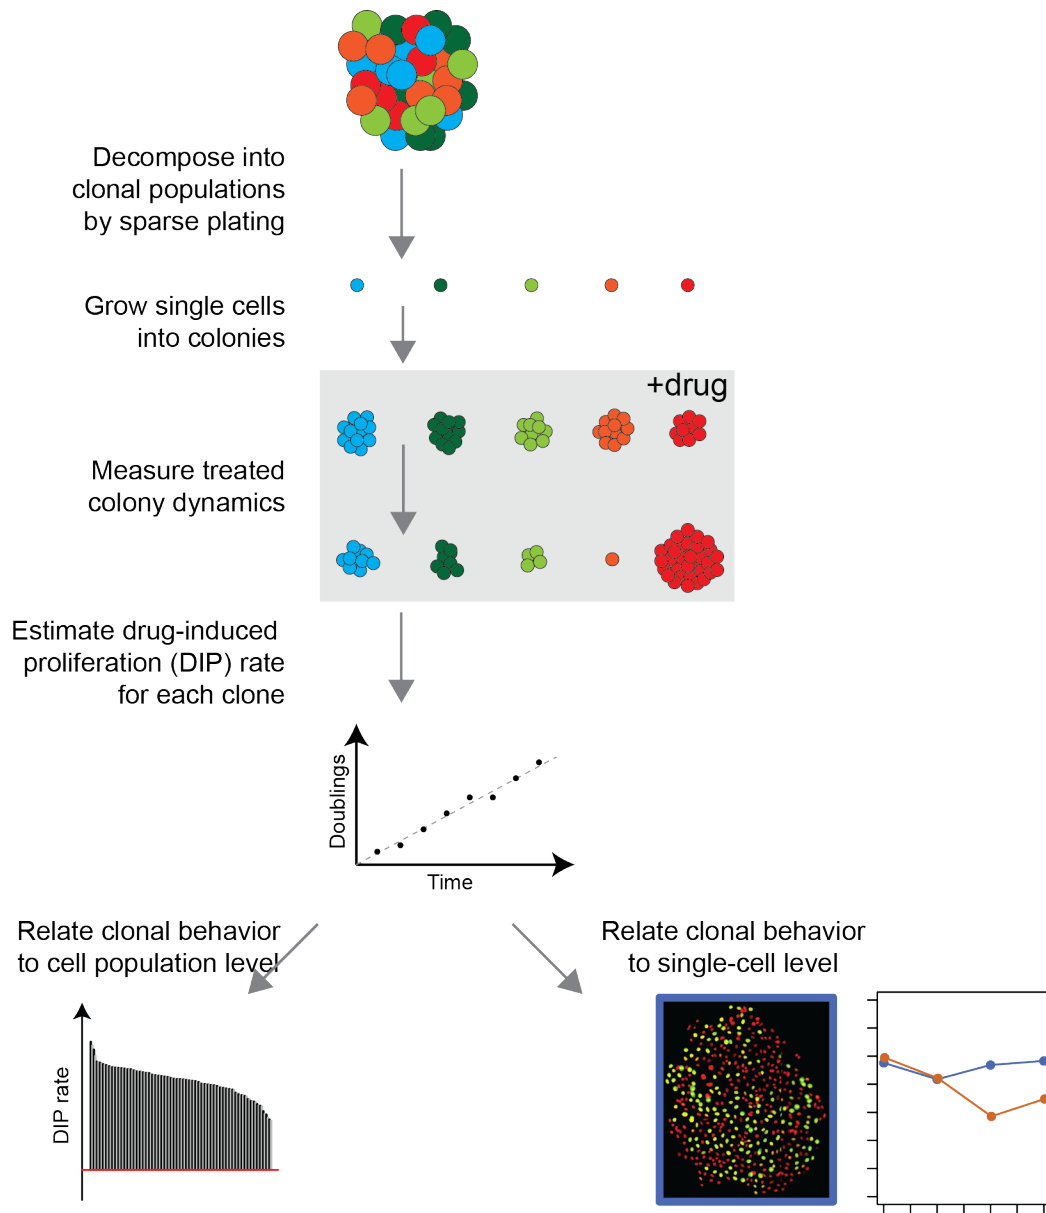 Decompose into
clonal populations
by sparse plating
Grow single cells
into colonies
+drug
Measure treated
colony dynamics
Estimate drug-induced
proliferation (DIP) rate
for each clone
Doublings
Time
Relate clonal behavior
to cell population level
Relate clonal behavior
to single-cell level
DIP rate